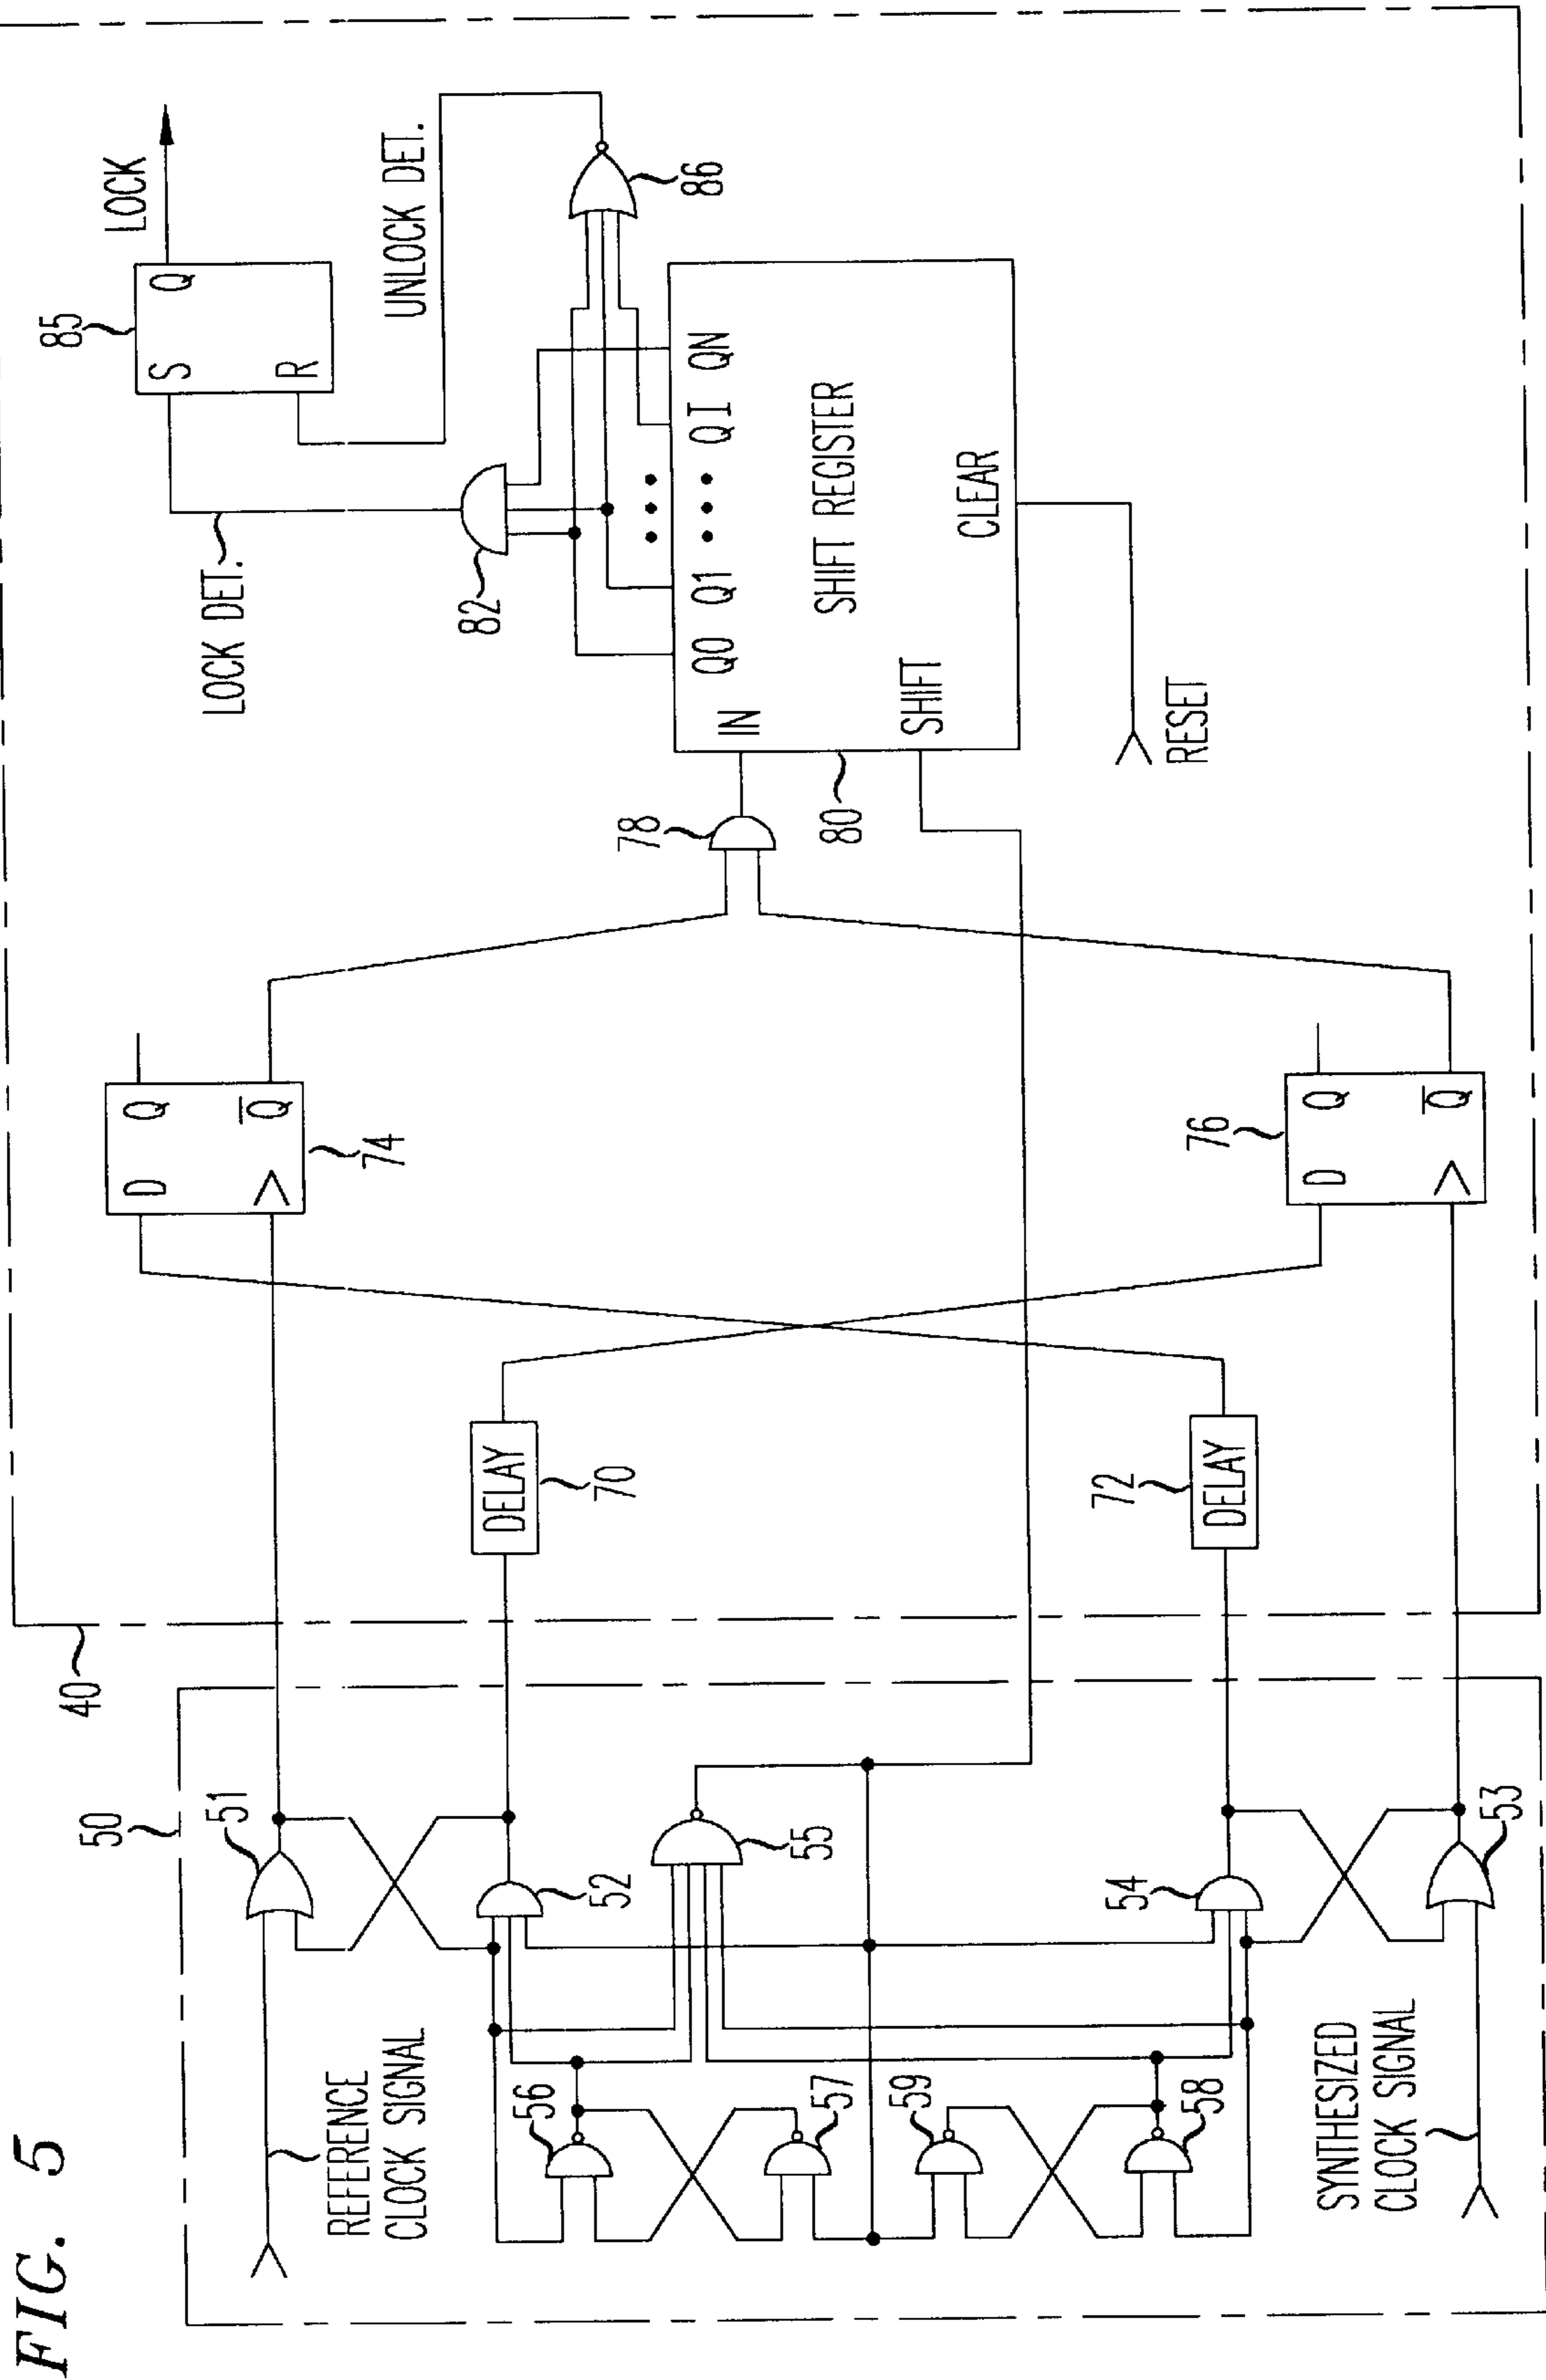 FIG. 5
40
50
REFERENCE
CLOCK SIGNAL
SYNTHESIZED
CLOCK SIGNAL
51
52
53
54
55
56
57
58
59
DELAY
70
DELAY
72
D Q
Q̅
74
D Q
Q̅
76
78
IN
SHIFT
Q0 Q1 • • • QI QN
SHIFT REGISTER
CLEAR
80
RESET
82
LOCK DET.
S Q
R
85
LOCK
UNLOCK DET.
86